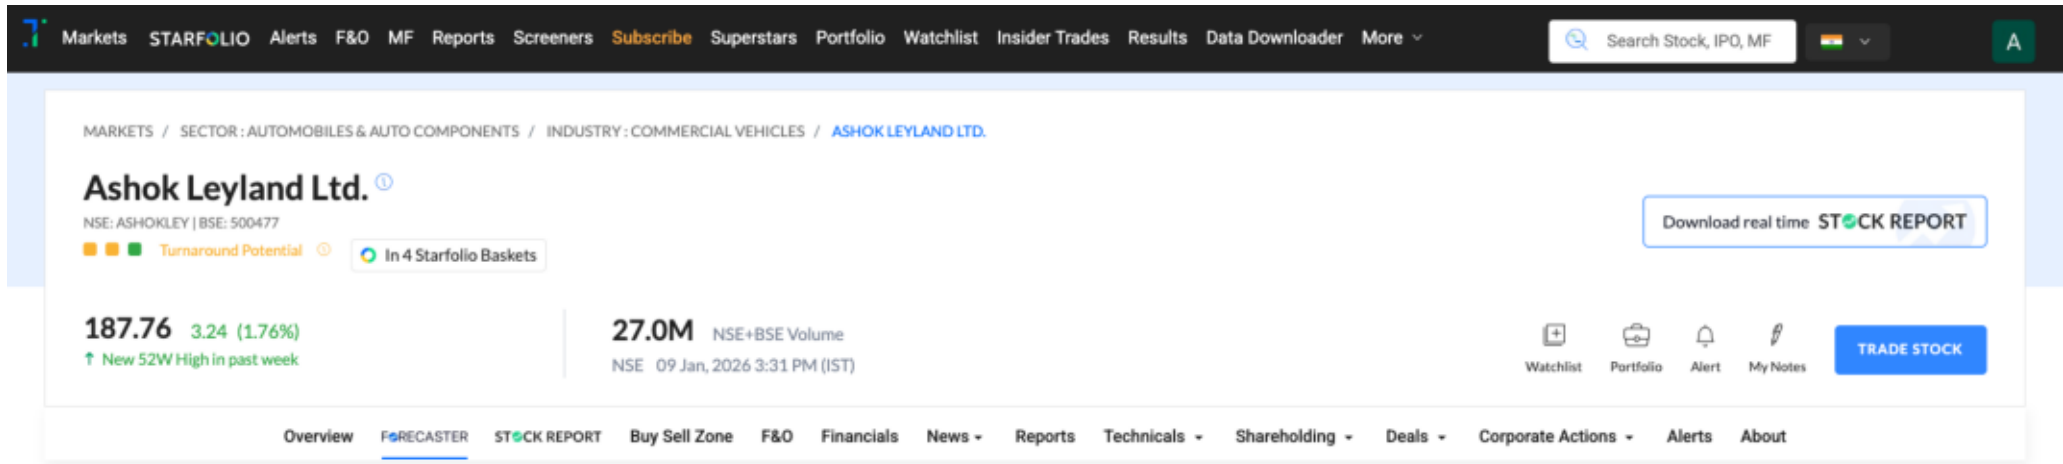 Markets STARFOLIO Alerts F&O MF Reports Screeners Subscribe Superstars Portfolio Watchlist Insider Trades Results Data Downloader More Search Stock, IPO, MF A
MARKETS / SECTOR : AUTOMOBILES & AUTO COMPONENTS / INDUSTRY : COMMERCIAL VEHICLES / ASHOK LEYLAND LTD.
Ashok Leyland Ltd.
NSE: ASHOKLEY | BSE: 500477
Turnaround Potential In 4 Starfolio Baskets
Download real time STOCK REPORT
187.76 3.24 (1.76%)
↑ New 52W High in past week
27.0M NSE+BSE Volume
NSE 09 Jan, 2026 3:31 PM (IST)
Watchlist Portfolio Alert My Notes TRADE STOCK
Overview FORECASTER STOCK REPORT Buy Sell Zone F&O Financials News Reports Technicals Shareholding Deals Corporate Actions Alerts About